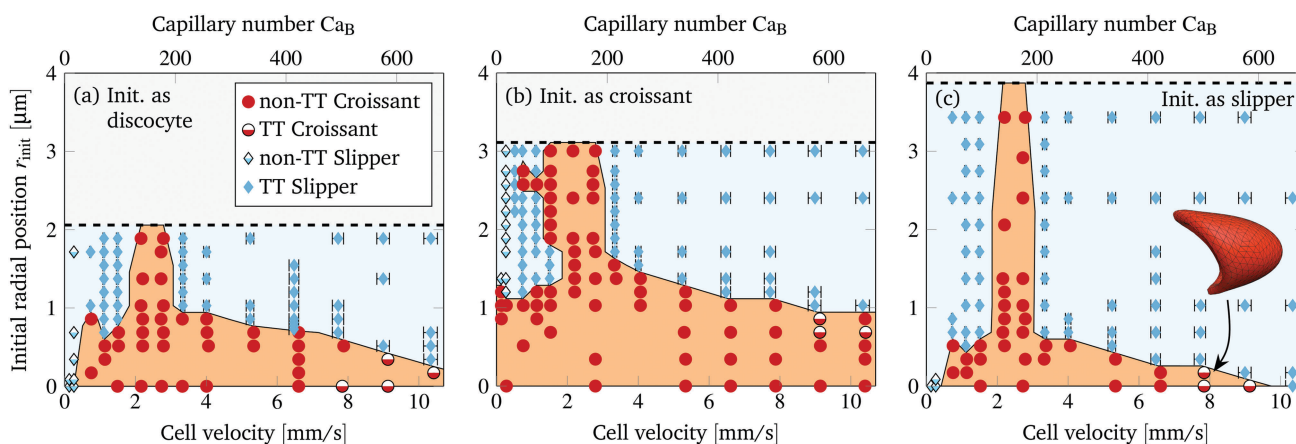 Capillary number CaB
0 200 400 600
Capillary number CaB
0 200 400 600
Capillary number CaB
0 200 400 600
Initial radial position rinit [μm]
4
3
2
1
0
(a) Init. as
discocyte
non-TT Croissant
TT Croissant
non-TT Slipper
TT Slipper
0 2 4 6 8 10
Cell velocity [mm/s]
4
3
2
1
0
(b) Init. as croissant
0 2 4 6 8 10
Cell velocity [mm/s]
4
3
2
1
0
(c)
Init. as slipper
0 2 4 6 8 10
Cell velocity [mm/s]